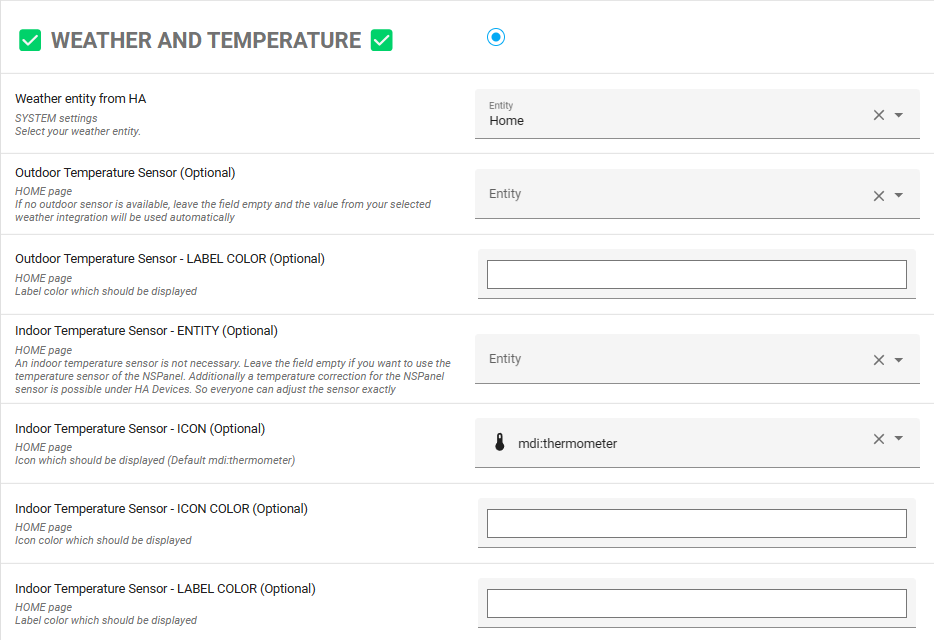 WEATHER AND TEMPERATURE
Weather entity from HA
SYSTEM settings
Select your weather entity.
Entity
Home
Outdoor Temperature Sensor (Optional)
HOME page
If no outdoor sensor is available, leave the field empty and the value from your selected
weather integration will be used automatically
Entity
Outdoor Temperature Sensor - LABEL COLOR (Optional)
HOME page
Label color which should be displayed
Indoor Temperature Sensor - ENTITY (Optional)
HOME page
An indoor temperature sensor is not necessary. Leave the field empty if you want to use the
temperature sensor of the NSPanel. Additionally a temperature correction for the NSPanel
sensor is possible under HA Devices. So everyone can adjust the sensor exactly
Entity
Indoor Temperature Sensor - ICON (Optional)
HOME page
Icon which should be displayed (Default mdi:thermometer)
mdi:thermometer
Indoor Temperature Sensor - ICON COLOR (Optional)
HOME page
Icon color which should be displayed
Indoor Temperature Sensor - LABEL COLOR (Optional)
HOME page
Label color which should be displayed